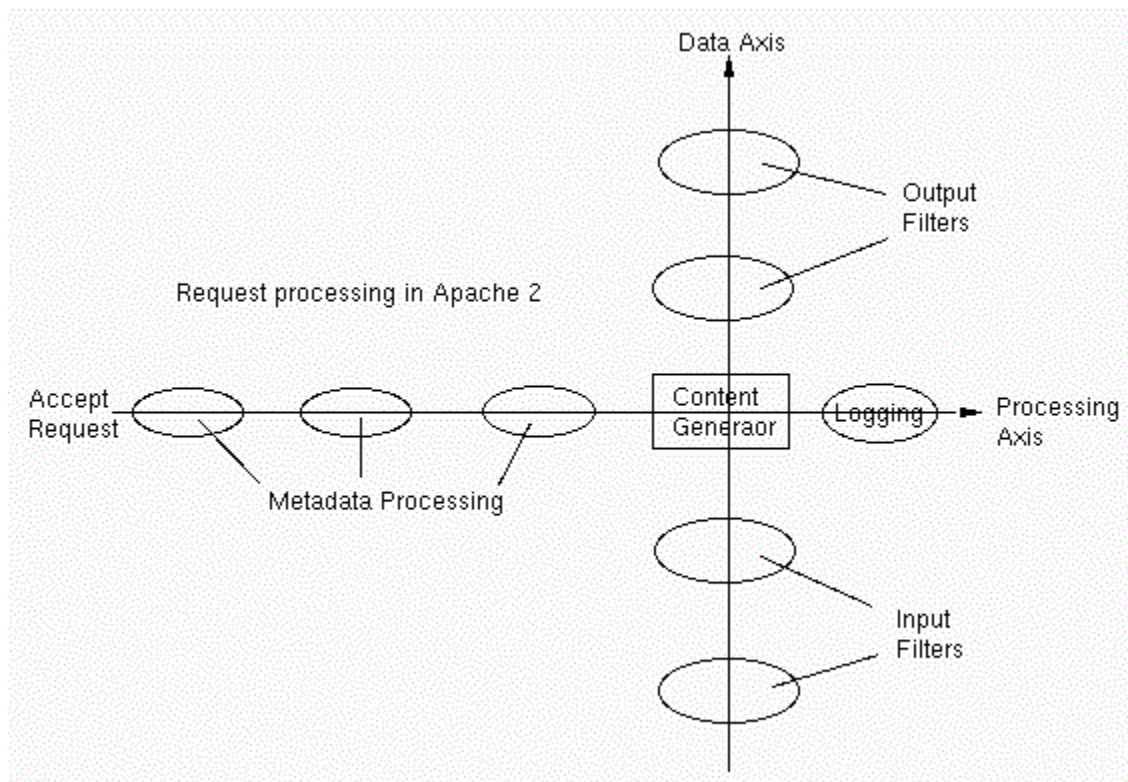 Data Axis
Output
Filters
Request processing in Apache 2
Accept
Request
Content
Generaor
Logging
Processing
Axis
Metadata Processing
Input
Filters